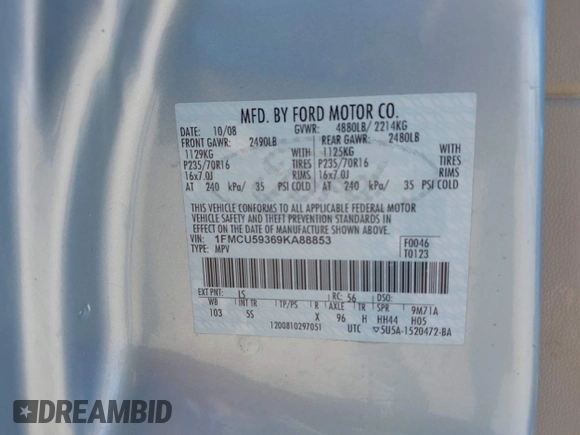 MFD. BY FORD MOTOR CO.
DATE: 10/08 GVWR: 4880LB/ 2214KG
FRONT GAWR: 2490LB REAR GAWR: 2480LB
1129KG WITH 1125KG WITH
P235/70R16 TIRES P235/70R16 TIRES
16x7.0J RIMS 16x7.0J RIMS
AT 240 kPa/ 35 PSI COLD AT 240 kPa/ 35 PSI COLD
THIS VEHICLE CONFORMS TO ALL APPLICABLE FEDERAL MOTOR
VEHICLE SAFETY AND THEFT PREVENTION STANDARDS IN
EFFECT ON THE DATE OF MANUFACTURE SHOWN ABOVE.
VIN: 1FMCU59369KA88853 F0046
TYPE: MPV T0123
EXT PNT: LS RC: 56 DSO:
WB INT TR TP/PS R AXLE TR SPR 9M71A
103 5S X 96 H HH44 H05
1200810297051 UTC 5U5A-1520472-BA
DREAMBID